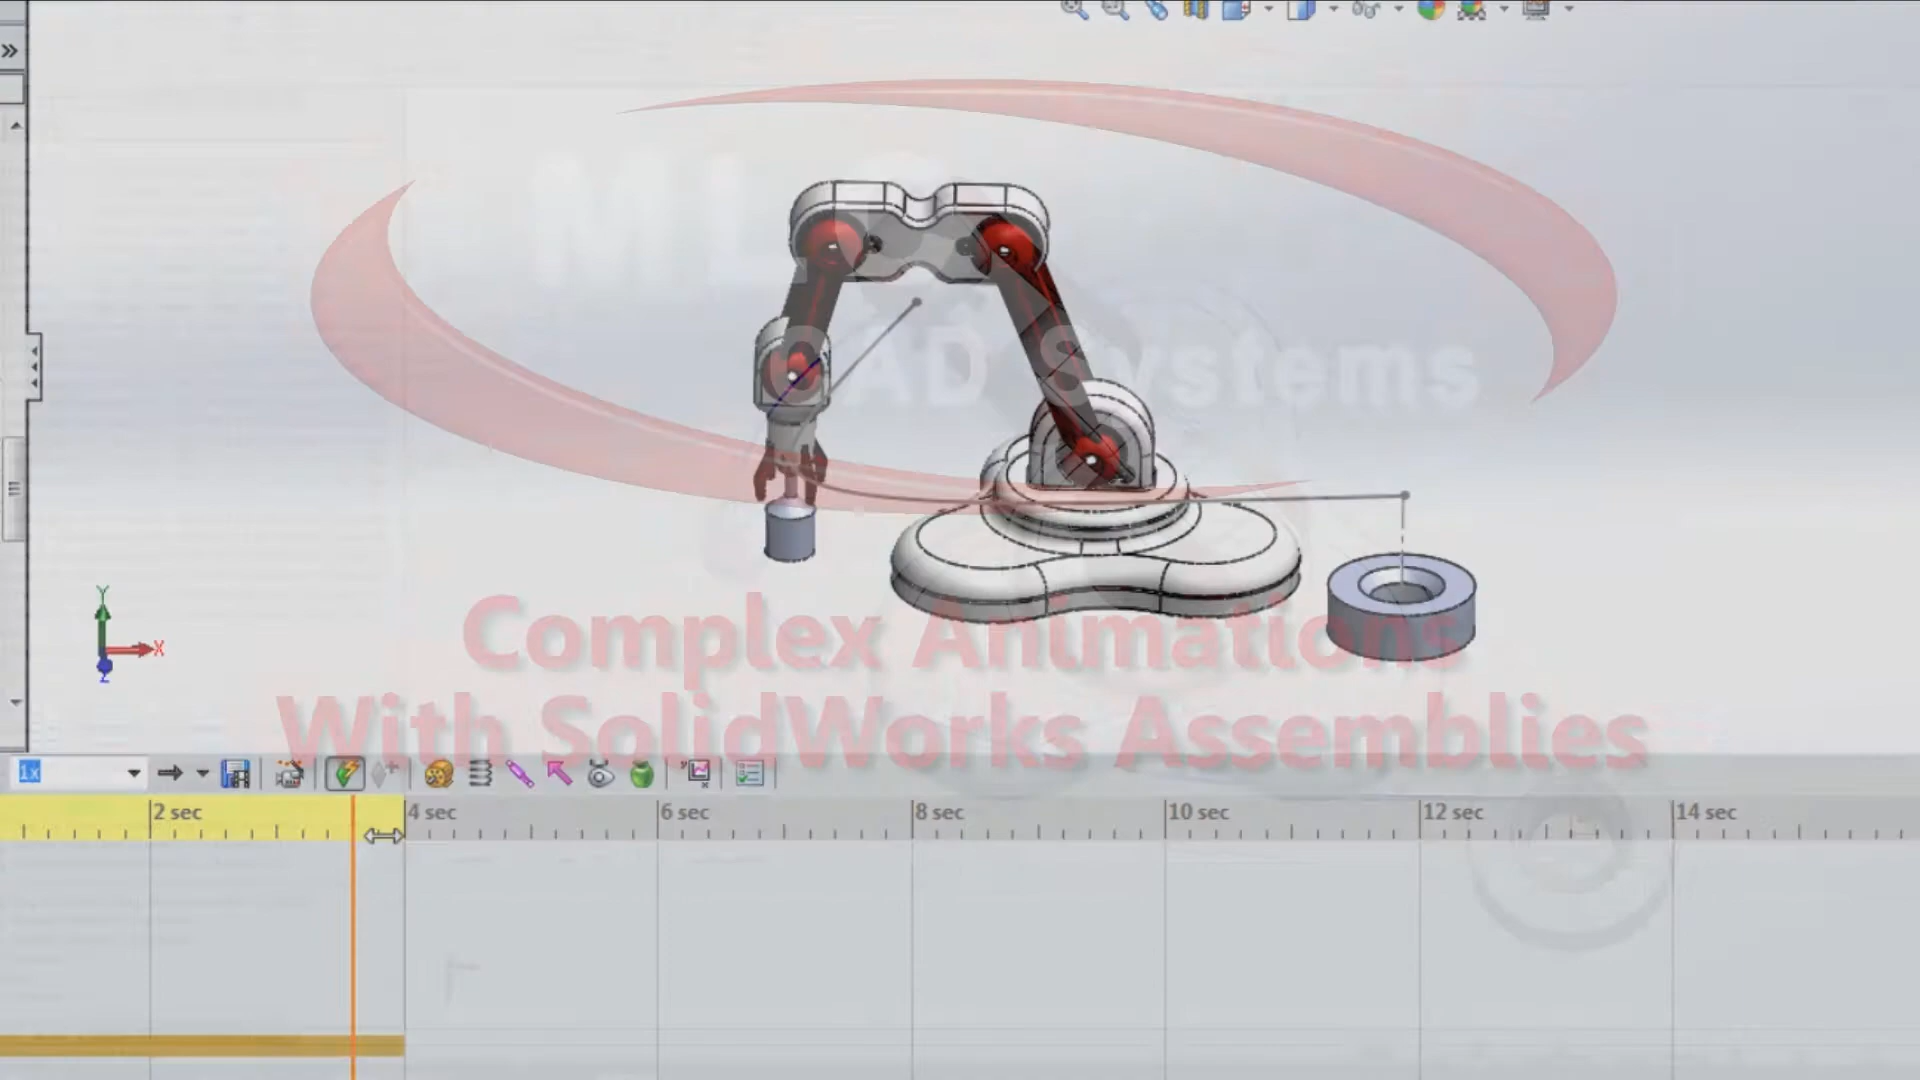 MLC
CAD Systems
Complex Animations
With SolidWorks Assemblies
Y
X
Z
1x
2 sec
4 sec
6 sec
8 sec
10 sec
12 sec
14 sec